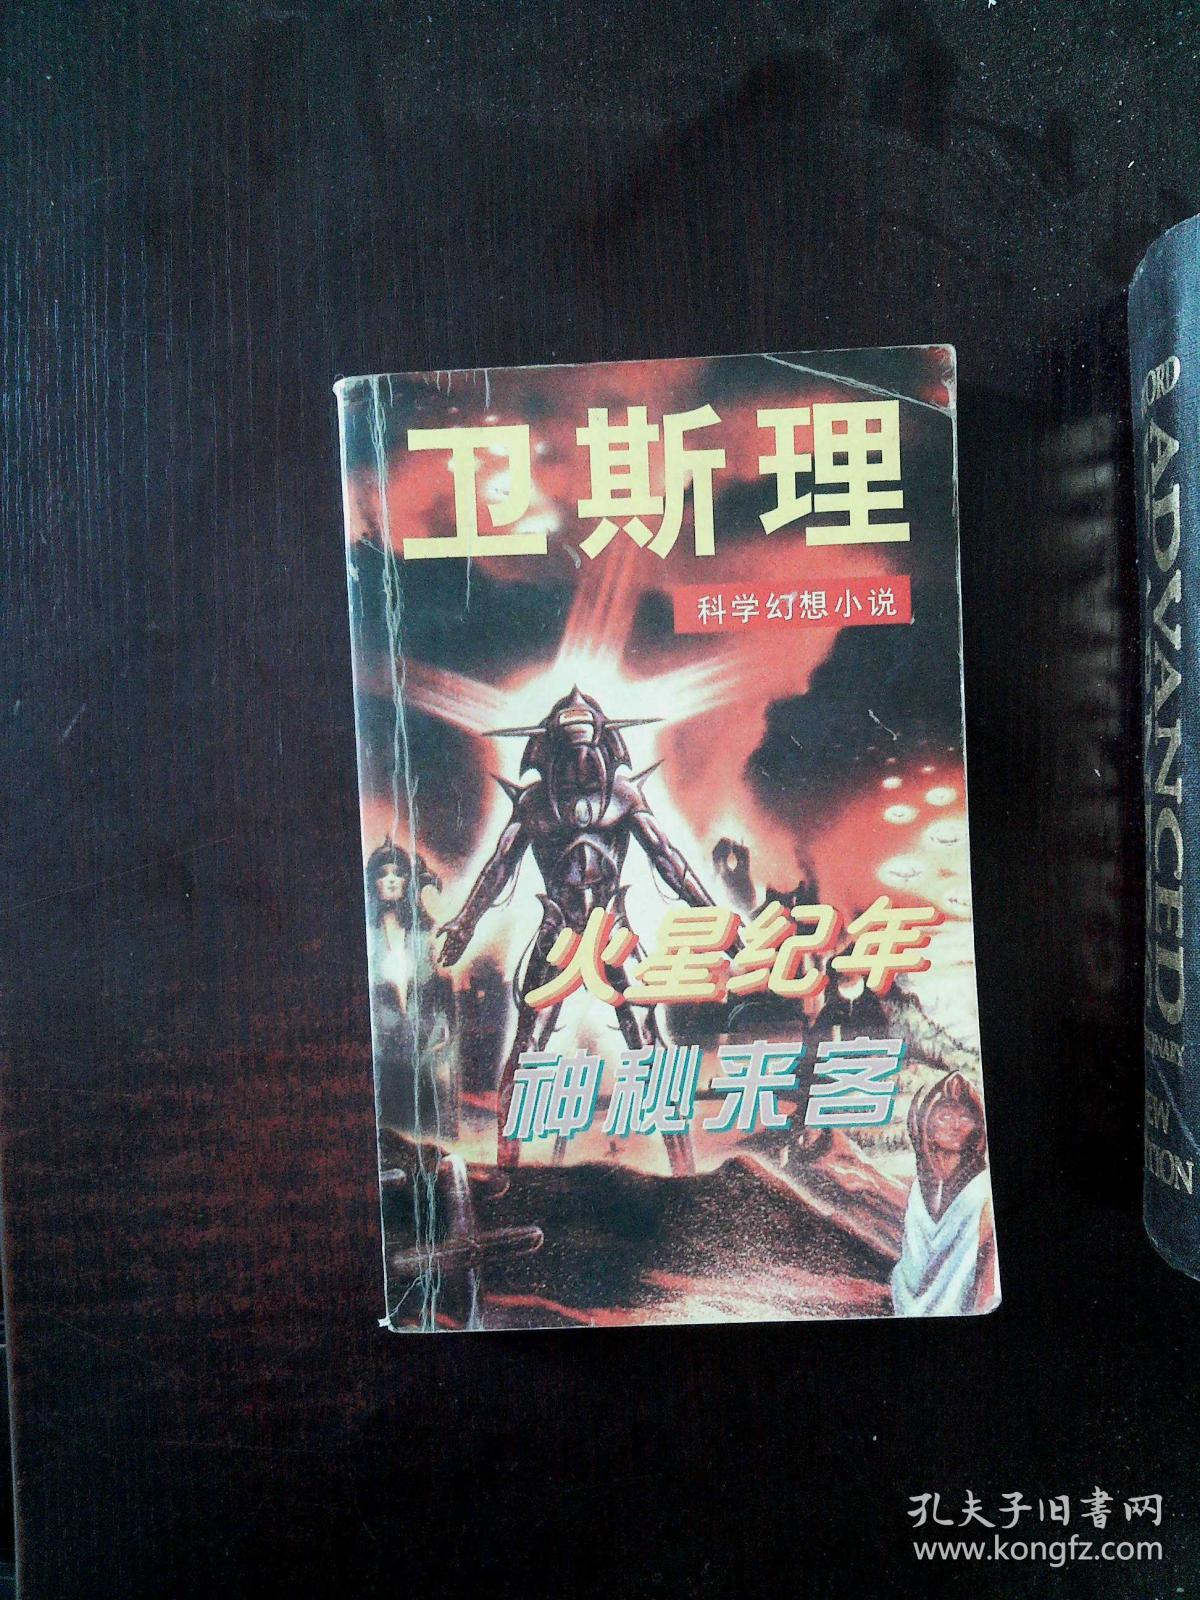 卫斯理
科学幻想小说
火星纪年
神秘来客
ADVANCED
孔夫子旧書网
www.kongfz.com